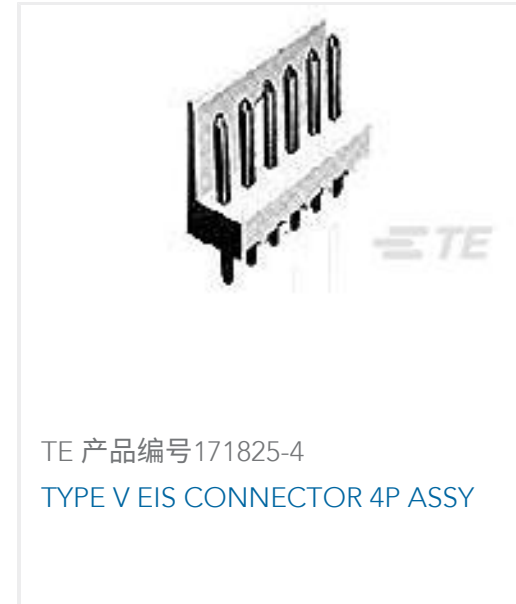 TE
TE 产品编号171825-4
TYPE V EIS CONNECTOR 4P ASSY